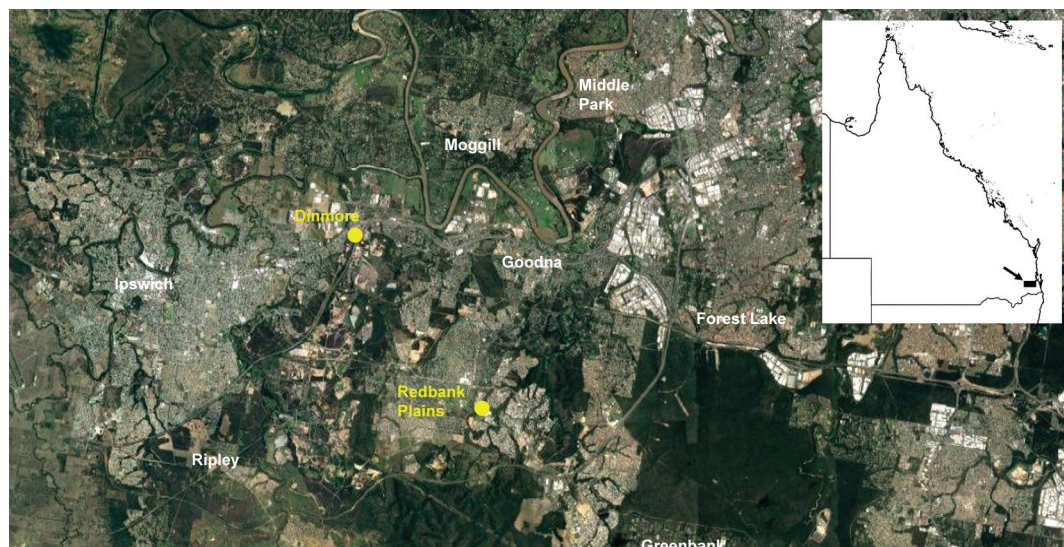 Middle
Park
Moggill
Dinmore
Goodna
Ipswich
Forest Lake
Redbank
Plains
Ripley
Greenbank